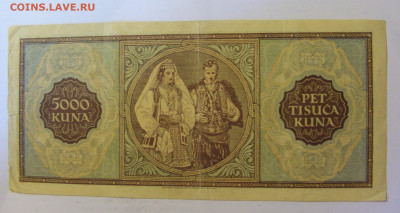 COINS.LAVE.RU
5000
KUNA
PET
TISUĆA
KUNA